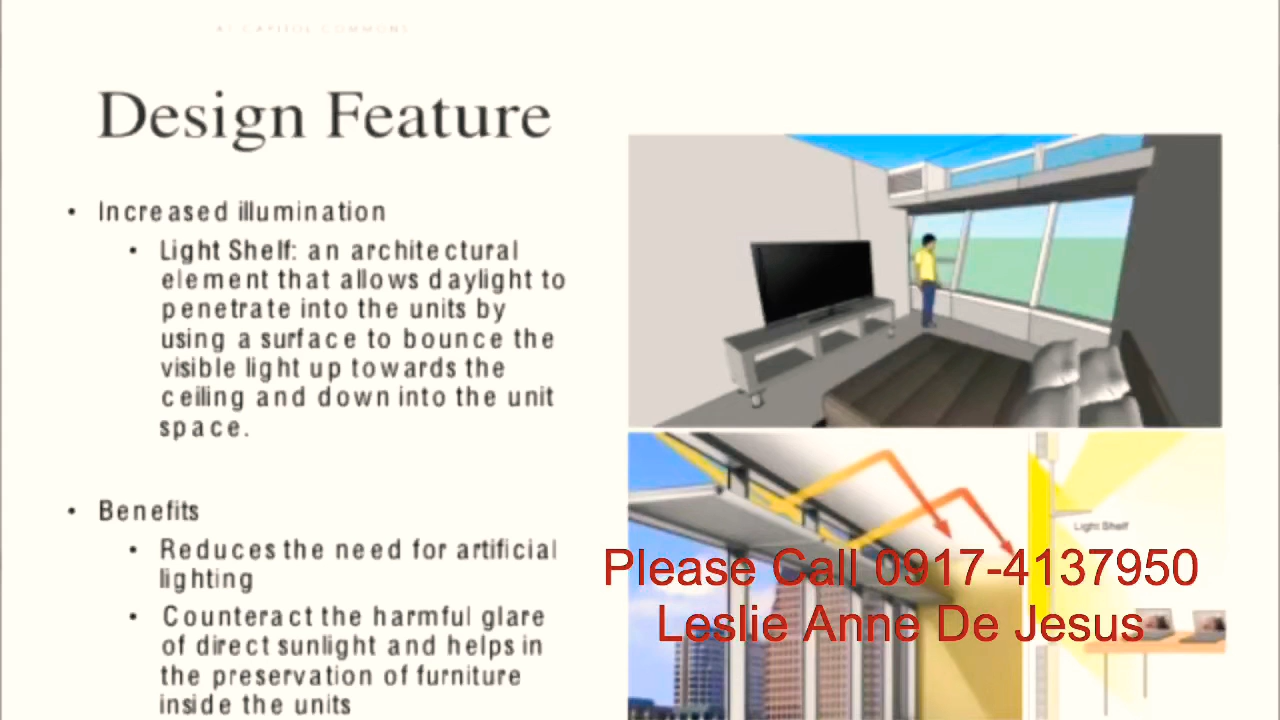 AT CAPITOL COMMONS
Design Feature
• Increased illumination
• Light Shelf: an architectural
element that allows daylight to
penetrate into the units by
using a surface to bounce the
visible light up towards the
ceiling and down into the unit
space.
• Benefits
• Reduces the need for artificial
lighting
• Counteract the harmful glare
of direct sunlight and helps in
the preservation of furniture
inside the units
Light Shelf
Please Call 0917-4137950
Leslie Anne De Jesus